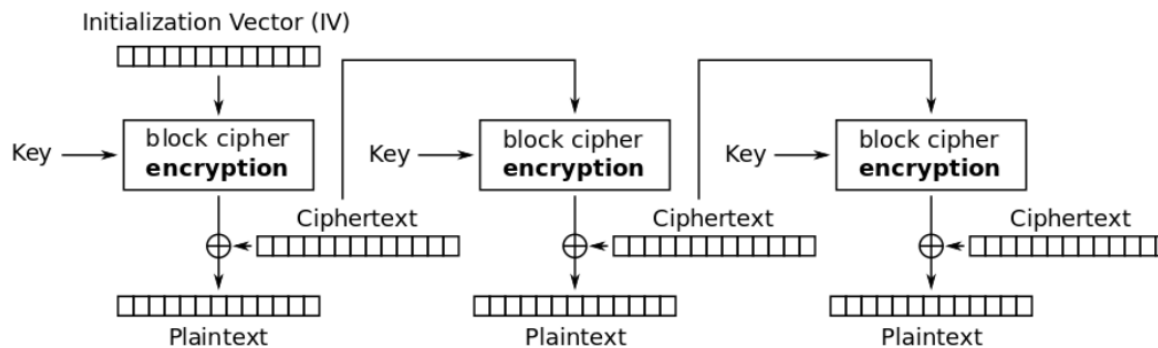 Initialization Vector (IV)
Key
block cipher
encryption
Key
block cipher
encryption
Key
block cipher
encryption
Ciphertext
Ciphertext
Ciphertext
Plaintext
Plaintext
Plaintext